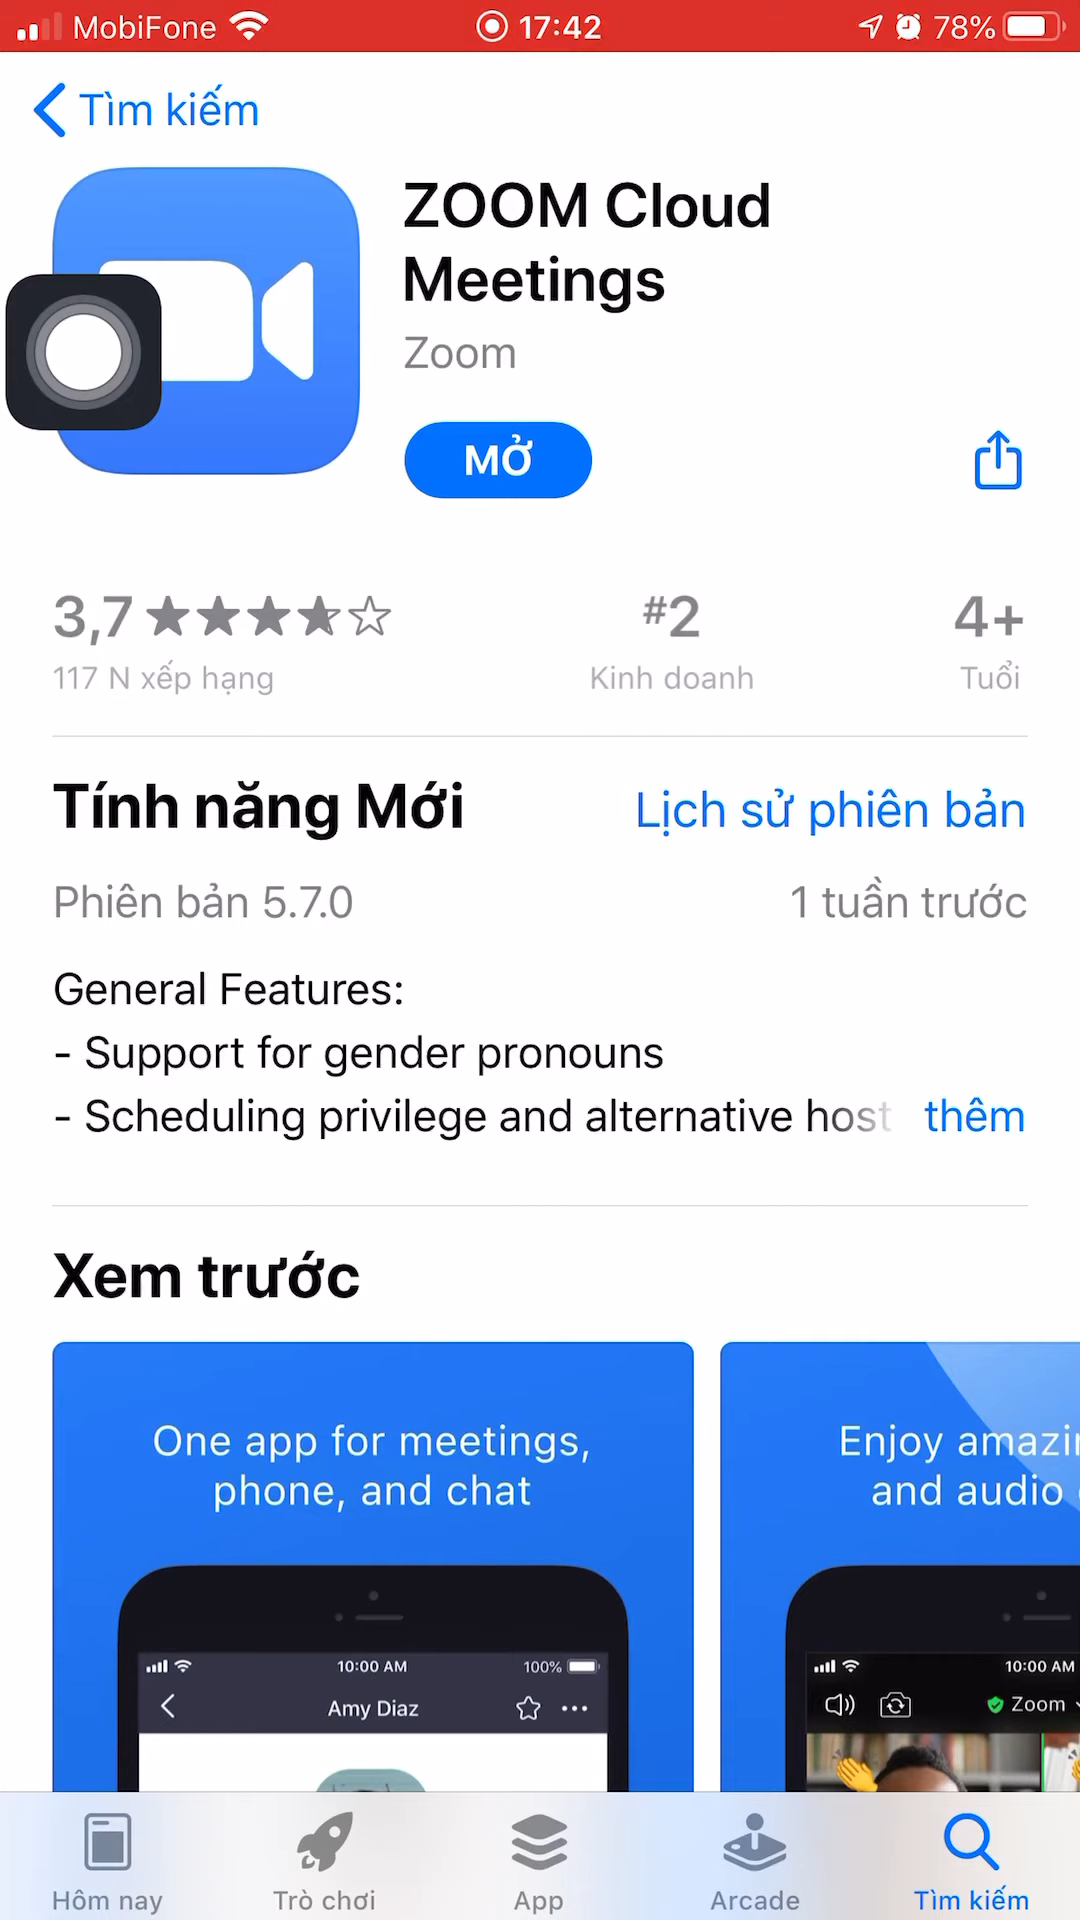 MobiFone 17:42 78%
Tìm kiếm
ZOOM Cloud
Meetings
Zoom
MỞ
3,7 #2 4+
117 N xếp hạng Kinh doanh Tuổi
Tính năng Mới Lịch sử phiên bản
Phiên bản 5.7.0 1 tuần trước
General Features:
- Support for gender pronouns
- Scheduling privilege and alternative host thêm
Xem trước
One app for meetings,
phone, and chat
Enjoy amazin
and audio
10:00 AM 100%
Amy Diaz
10:00 AM
Zoom
Hôm nay Trò chơi App Arcade Tìm kiếm